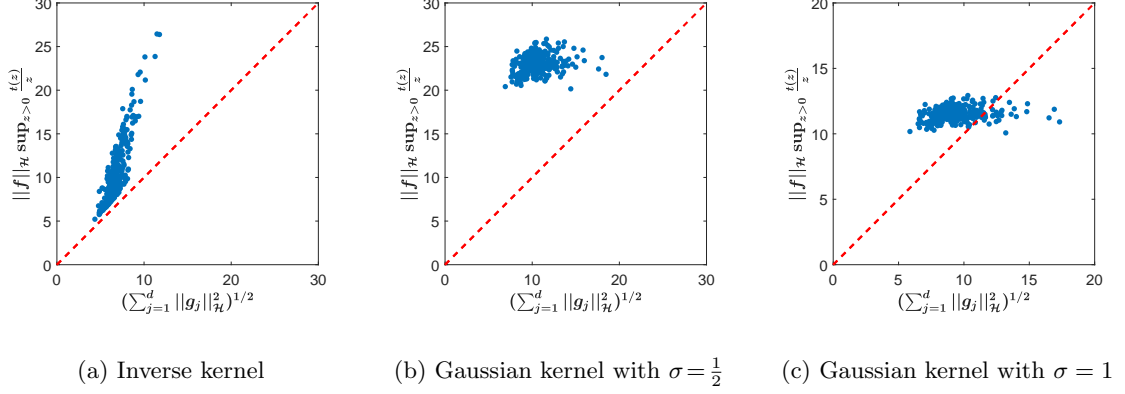 30
25
20
15
10
5
0
||f||_ℋ sup_{z>0} t(z)/z
0 10 20 30
(∑_{j=1}^{d} ||g_j||²_ℋ)^{1/2}
(a) Inverse kernel
30
25
20
15
10
5
0
||f||_ℋ sup_{z>0} t(z)/z
0 10 20 30
(∑_{j=1}^{d} ||g_j||²_ℋ)^{1/2}
(b) Gaussian kernel with σ = 1/2
20
15
10
5
0
||f||_ℋ sup_{z>0} t(z)/z
0 5 10 15 20
(∑_{j=1}^{d} ||g_j||²_ℋ)^{1/2}
(c) Gaussian kernel with σ = 1